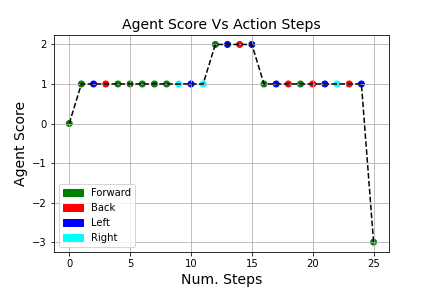 Agent Score Vs Action Steps
Agent Score
2
1
0
−1
−2
−3
Forward
Back
Left
Right
0 5 10 15 20 25
Num. Steps